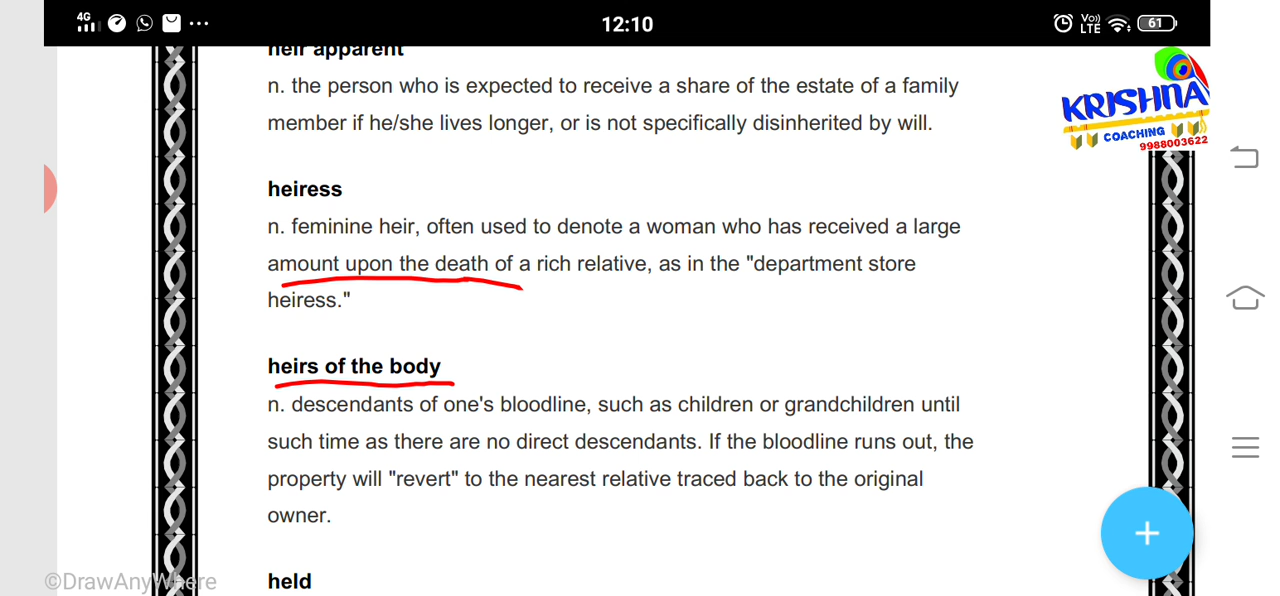 4G
12:10
Vo)
LTE
61
heir apparent
n. the person who is expected to receive a share of the estate of a family
member if he/she lives longer, or is not specifically disinherited by will.
KRISHNA
COACHING
9988003622
heiress
n. feminine heir, often used to denote a woman who has received a large
amount upon the death of a rich relative, as in the "department store
heiress."
heirs of the body
n. descendants of one's bloodline, such as children or grandchildren until
such time as there are no direct descendants. If the bloodline runs out, the
property will "revert" to the nearest relative traced back to the original
owner.
held
©DrawAnyWhere